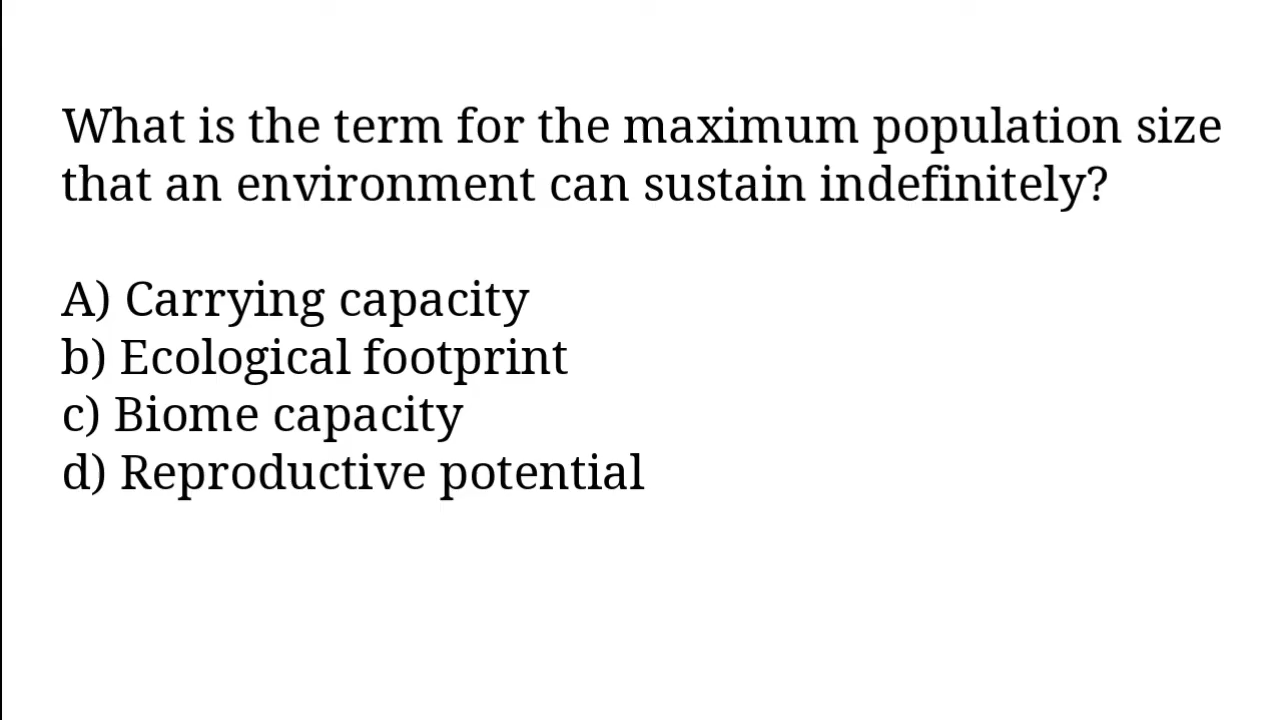 What is the term for the maximum population size
that an environment can sustain indefinitely?
A) Carrying capacity
b) Ecological footprint
c) Biome capacity
d) Reproductive potential